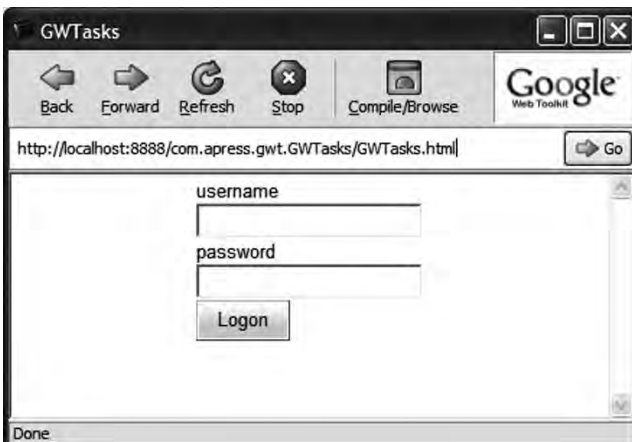 GWTasks
Back Forward Refresh Stop Compile/Browse
Google
Web Toolkit
http://localhost:8888/com.apress.gwt.GWTasks/GWTasks.html
Go
username
password
Logon
Done